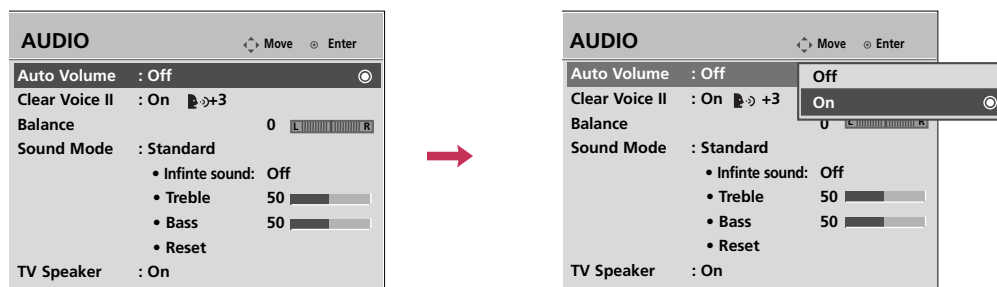 AUDIO
Move Enter
Auto Volume : Off
Clear Voice II : On +3
Balance 0 L R
Sound Mode : Standard
• Infinte sound: Off
• Treble 50
• Bass 50
• Reset
TV Speaker : On
AUDIO
Move Enter
Auto Volume : Off
Off
On
Clear Voice II : On +3
Balance 0 L R
Sound Mode : Standard
• Infinte sound: Off
• Treble 50
• Bass 50
• Reset
TV Speaker : On